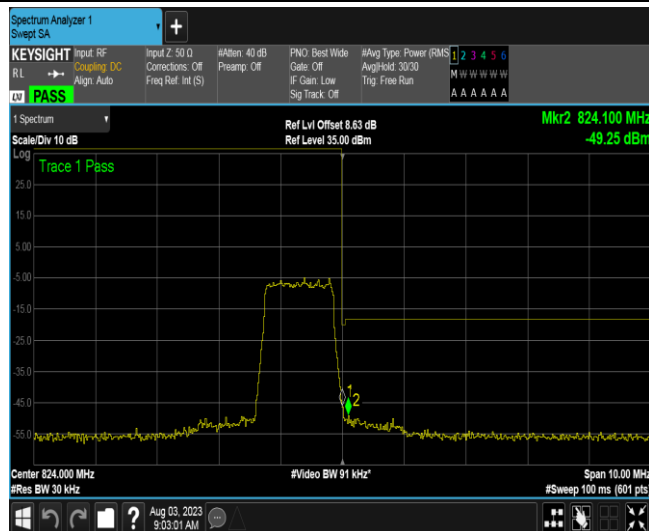 Spectrum Analyzer 1
Swept SA
+
KEYSIGHT
RL
LXI PASS
Input: RF
Coupling: DC
Align: Auto
Input Z: 50 Ω
Corrections: Off
Freq Ref: Int (S)
#Atten: 40 dB
Preamp: Off
PNO: Best Wide
Gate: Off
IF Gain: Low
Sig Track: Off
#Avg Type: Power (RMS
Avg|Hold: 30/30
Trig: Free Run
1 2 3 4 5 6
M W W W W W
A A A A A A
1 Spectrum
Scale/Div 10 dB
Ref Lvl Offset 8.63 dB
Ref Level 35.00 dBm
Mkr2 824.100 MHz
-49.25 dBm
Log
Trace 1 Pass
25.0
15.0
5.00
-5.00
-15.0
-25.0
-35.0
-45.0
-55.0
1
2
Center 824.000 MHz
#Res BW 30 kHz
#Video BW 91 kHz*
Span 10.00 MHz
#Sweep 100 ms (601 pts)
?
Aug 03, 2023
9:03:01 AM